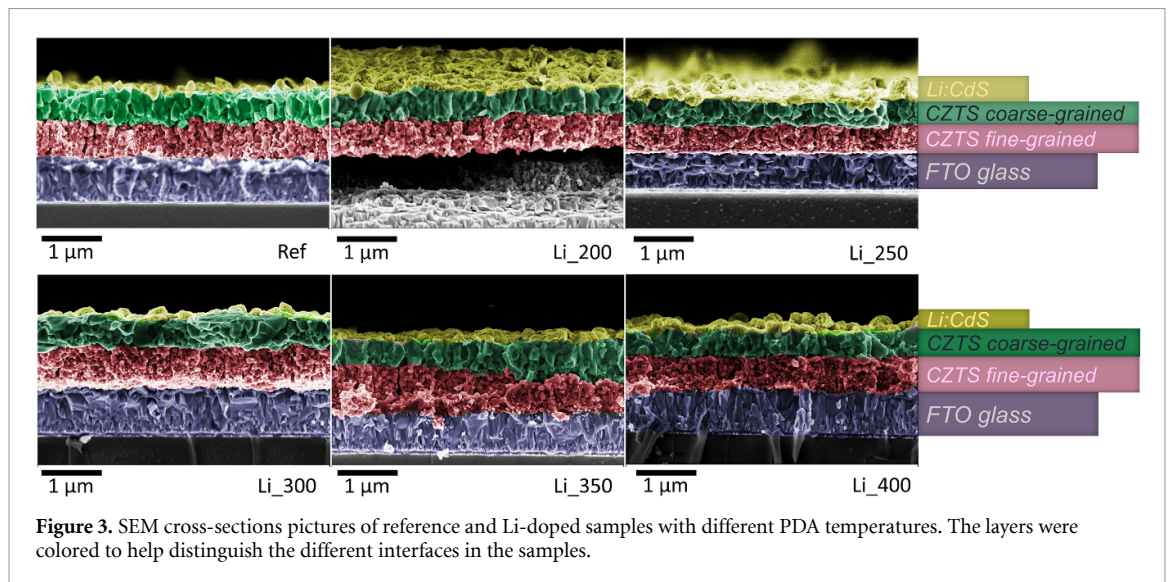 Li:CdS
CZTS coarse-grained
CZTS fine-grained
FTO glass
1 μm
Ref
1 μm
Li_200
1 μm
Li_250
Li:CdS
CZTS coarse-grained
CZTS fine-grained
FTO glass
1 μm
Li_300
1 μm
Li_350
1 μm
Li_400
Figure 3. SEM cross-sections pictures of reference and Li-doped samples with different PDA temperatures. The layers were
colored to help distinguish the different interfaces in the samples.